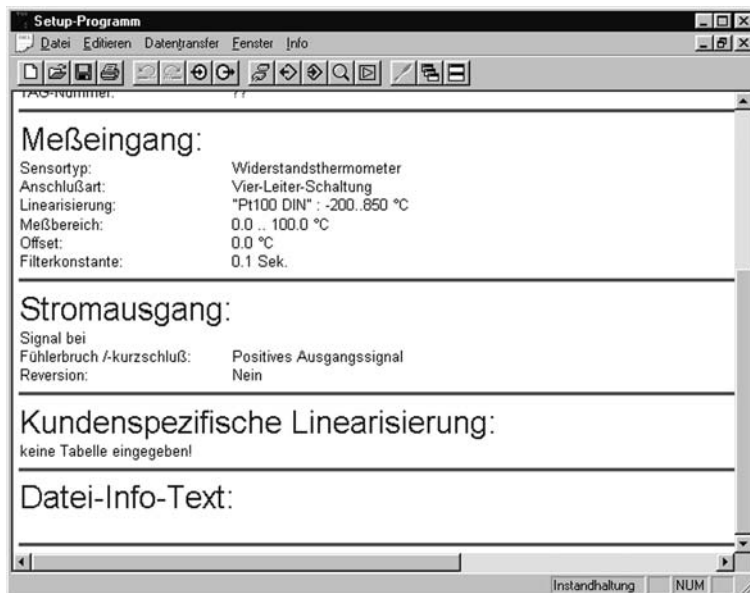 Setup-Programm
Datei Editieren Datentransfer Fenster Info
TAG-Nummer: ??
Meßeingang:
Sensortyp: Widerstandsthermometer
Anschlußart: Vier-Leiter-Schaltung
Linearisierung: "Pt100 DIN" : -200..850 °C
Meßbereich: 0.0 .. 100.0 °C
Offset: 0.0 °C
Filterkonstante: 0.1 Sek.
Stromausgang:
Signal bei
Fühlerbruch /-kurzschluß: Positives Ausgangssignal
Reversion: Nein
Kundenspezifische Linearisierung:
keine Tabelle eingegeben!
Datei-Info-Text:
Instandhaltung NUM